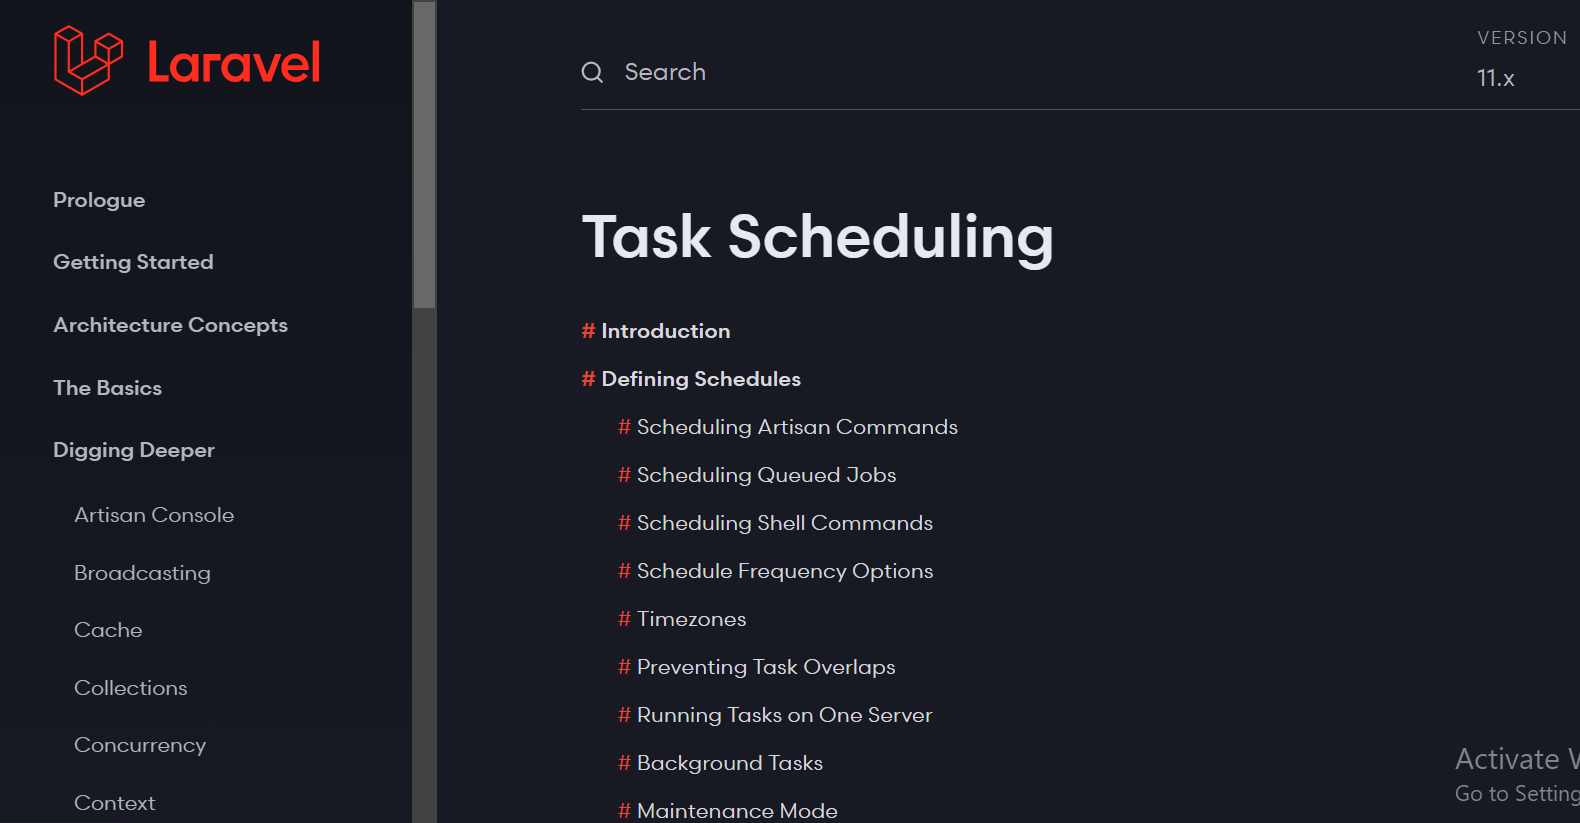 Laravel
Prologue
Getting Started
Architecture Concepts
The Basics
Digging Deeper
Artisan Console
Broadcasting
Cache
Collections
Concurrency
Context
Search
VERSION
11.x
Task Scheduling
# Introduction
# Defining Schedules
# Scheduling Artisan Commands
# Scheduling Queued Jobs
# Scheduling Shell Commands
# Schedule Frequency Options
# Timezones
# Preventing Task Overlaps
# Running Tasks on One Server
# Background Tasks
# Maintenance Mode
Activate
Go to Setting